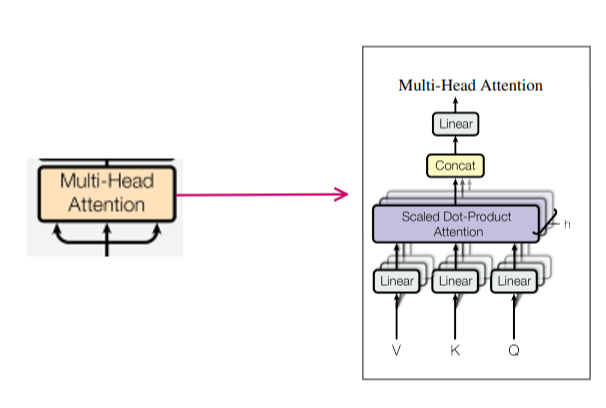 Multi-Head
Attention
Multi-Head Attention
Linear
Concat
Scaled Dot-Product
Attention
h
Linear
Linear
Linear
V
K
Q